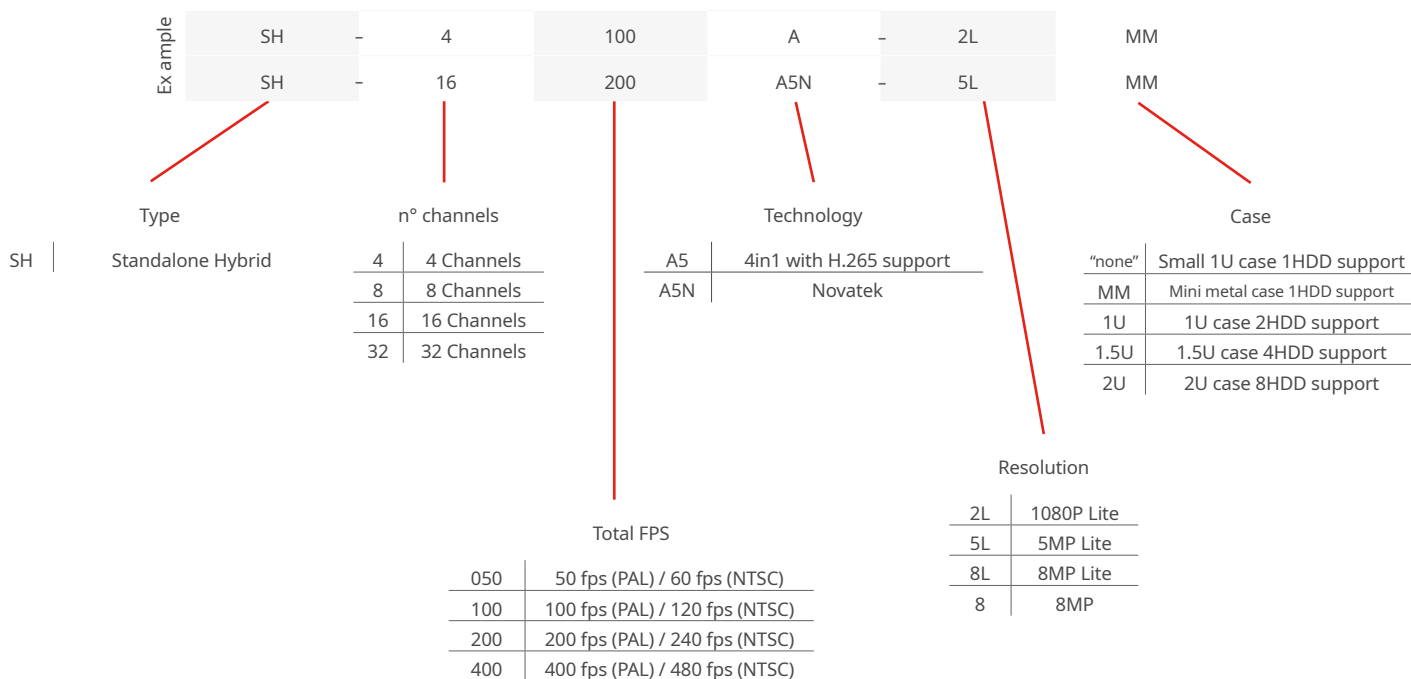 Ex ample
SH – 4 100 A – 2L MM
SH – 16 200 A5N – 5L MM
Type
SH Standalone Hybrid
n° channels
4 4 Channels
8 8 Channels
16 16 Channels
32 32 Channels
Technology
A5 4in1 with H.265 support
A5N Novatek
Case
“none” Small 1U case 1HDD support
MM Mini metal case 1HDD support
1U 1U case 2HDD support
1.5U 1.5U case 4HDD support
2U 2U case 8HDD support
Total FPS
050 50 fps (PAL) / 60 fps (NTSC)
100 100 fps (PAL) / 120 fps (NTSC)
200 200 fps (PAL) / 240 fps (NTSC)
400 400 fps (PAL) / 480 fps (NTSC)
Resolution
2L 1080P Lite
5L 5MP Lite
8L 8MP Lite
8 8MP